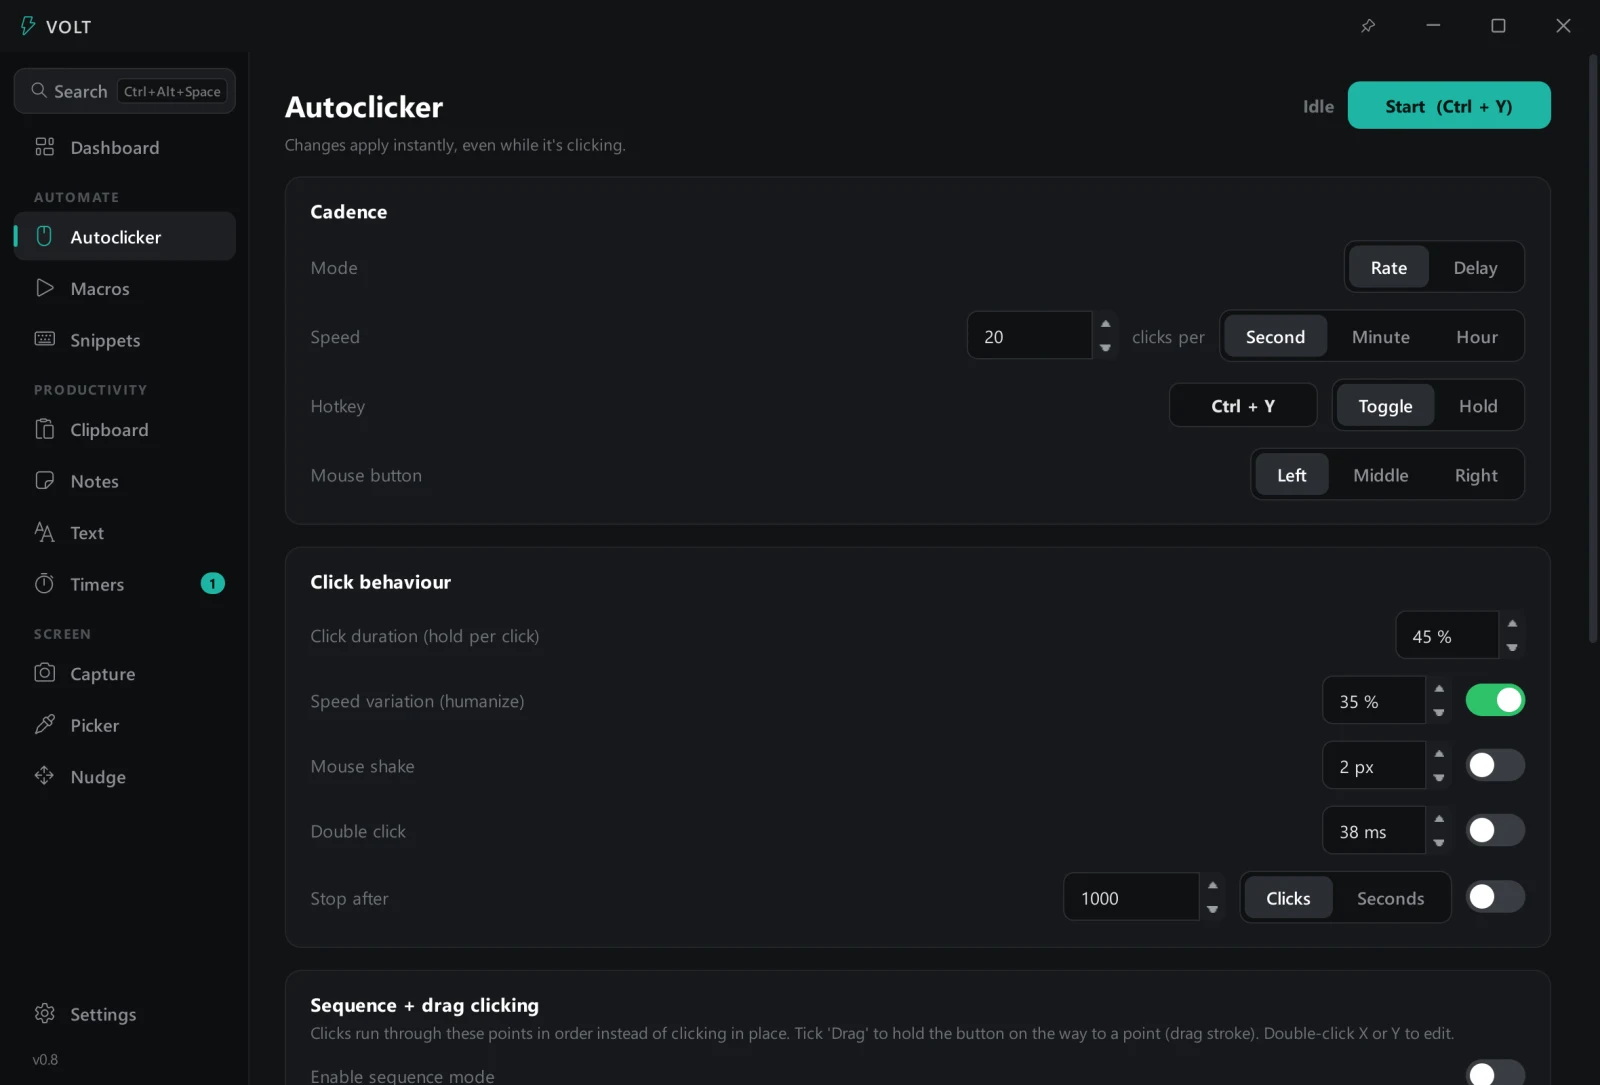 VOLT
Search Ctrl+Alt+Space
Dashboard
AUTOMATE
Autoclicker
Macros
Snippets
PRODUCTIVITY
Clipboard
Notes
Text
Timers 1
SCREEN
Capture
Picker
Nudge
Settings
v0.8
Autoclicker
Idle Start (Ctrl + Y)
Changes apply instantly, even while it's clicking.
Cadence
Mode Rate Delay
Speed 20 clicks per Second Minute Hour
Hotkey Ctrl + Y Toggle Hold
Mouse button Left Middle Right
Click behaviour
Click duration (hold per click) 45 %
Speed variation (humanize) 35 %
Mouse shake 2 px
Double click 38 ms
Stop after 1000 Clicks Seconds
Sequence + drag clicking
Clicks run through these points in order instead of clicking in place. Tick 'Drag' to hold the button on the way to a point (drag stroke). Double-click X or Y to edit.
Enable sequence mode